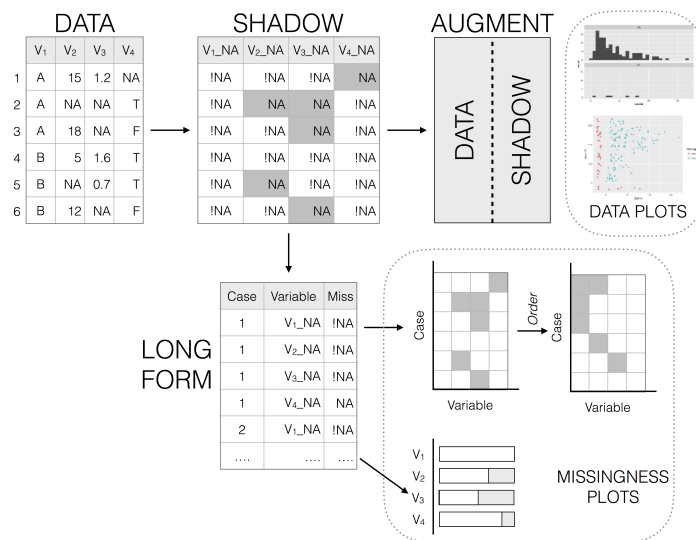 DATA
V₁ V₂ V₃ V₄
1 A 15 1.2 NA
2 A NA NA T
3 A 18 NA F
4 B 5 1.6 T
5 B NA 0.7 T
6 B 12 NA F
SHADOW
V₁_NA V₂_NA V₃_NA V₄_NA
!NA !NA !NA NA
!NA NA NA !NA
!NA !NA NA !NA
!NA !NA !NA !NA
!NA NA !NA !NA
!NA !NA NA !NA
AUGMENT
DATA
SHADOW
DATA PLOTS
LONG
FORM
Case Variable Miss
1 V₁_NA !NA
1 V₂_NA !NA
1 V₃_NA !NA
1 V₄_NA NA
2 V₁_NA !NA
.... .... ....
Case
Variable
Order
Case
Variable
V₁
V₂
V₃
V₄
MISSINGNESS
PLOTS